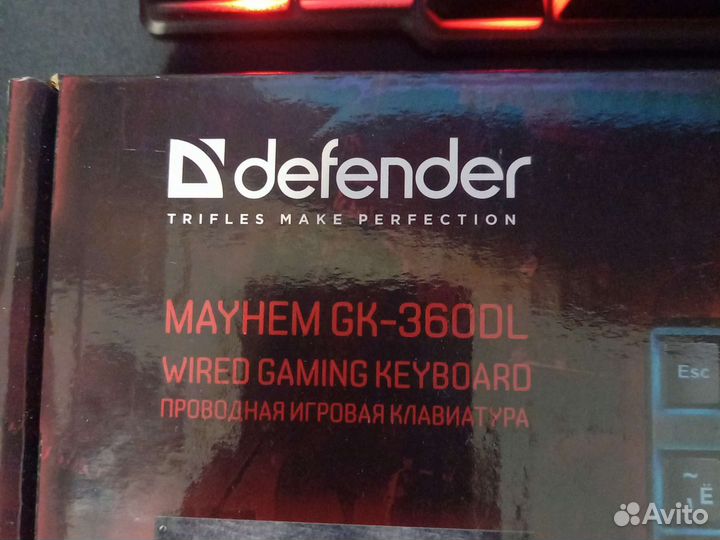 defender
TRIFLES MAKE PERFECTION
MAYHEM GK-360DL
WIRED GAMING KEYBOARD
ПРОВОДНАЯ ИГРОВАЯ КЛАВИАТУРА
Esc
~ Ё
Avito